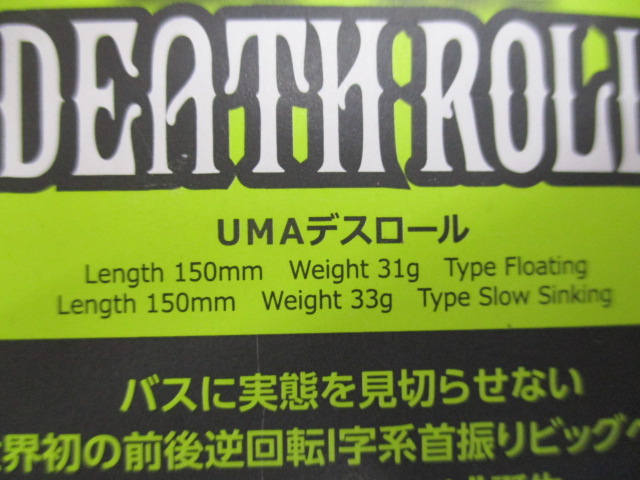 DEATH ROLL
UMAデスロール
Length 150mm Weight 31g Type Floating
Length 150mm Weight 33g Type Slow Sinking
バスに実態を見切らせない
界初の前後逆回転I字系首振りビッグ